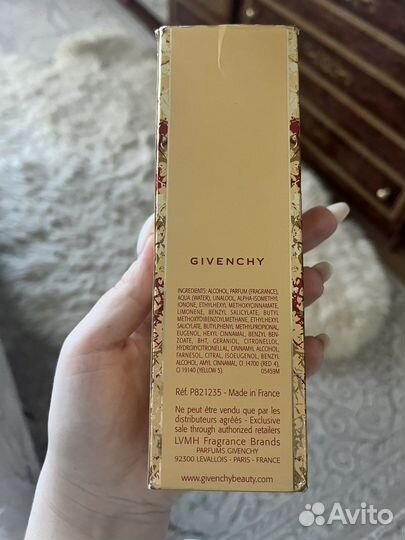 GIVENCHY
INGREDIENTS: ALCOHOL, PARFUM (FRAGRANCE),
AQUA (WATER), LINALOOL, ALPHA-ISOMETHYL
IONONE, ETHYLHEXYL METHOXYCINNAMATE,
LIMONENE, BENZYL SALICYLATE, BUTYL
METHOXYDIBENZOYLMETHANE, ETHYLHEXYL
SALICYLATE, BUTYLPHENYL METHYLPROPIONAL,
EUGENOL, HEXYL CINNAMAL, BENZYL BEN-
ZOATE, BHT, GERANIOL, CITRONELLOL,
HYDROXYCITRONELLAL, CINNAMYL ALCOHOL,
FARNESOL, CITRAL, ISOEUGENOL, BENZYL
ALCOHOL, AMYL CINNAMAL, CI 14700 (RED 4),
CI 19140 (YELLOW 5). 05459M
Réf. P821235 - Made in France
Ne peut être vendu que par les
distributeurs agréés - Exclusive
sale through authorized retailers
LVMH Fragrance Brands
PARFUMS GIVENCHY
92300 LEVALLOIS - PARIS - FRANCE
www.givenchybeauty.com
Avito